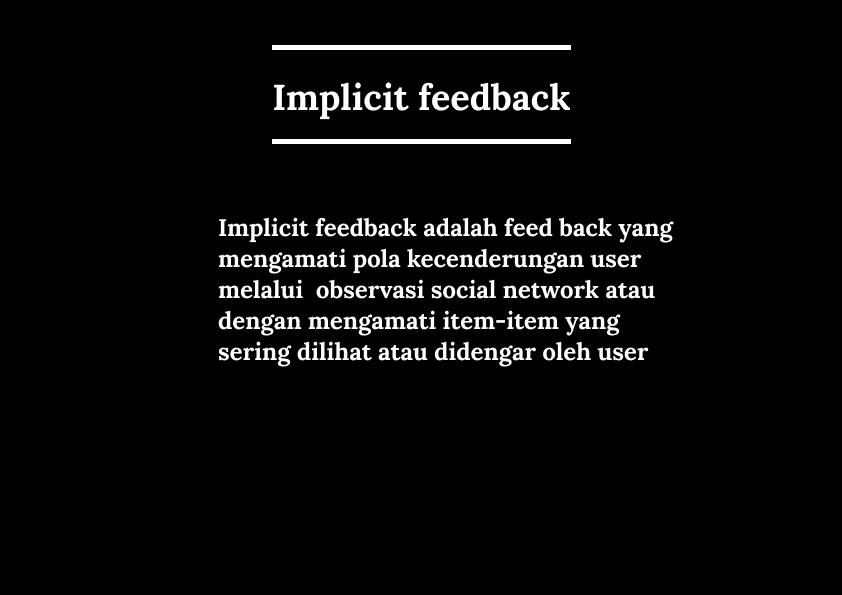 Implicit feedback
Implicit feedback adalah feed back yang
mengamati pola kecenderungan user
melalui  observasi social network atau
dengan mengamati item-item yang
sering dilihat atau didengar oleh user